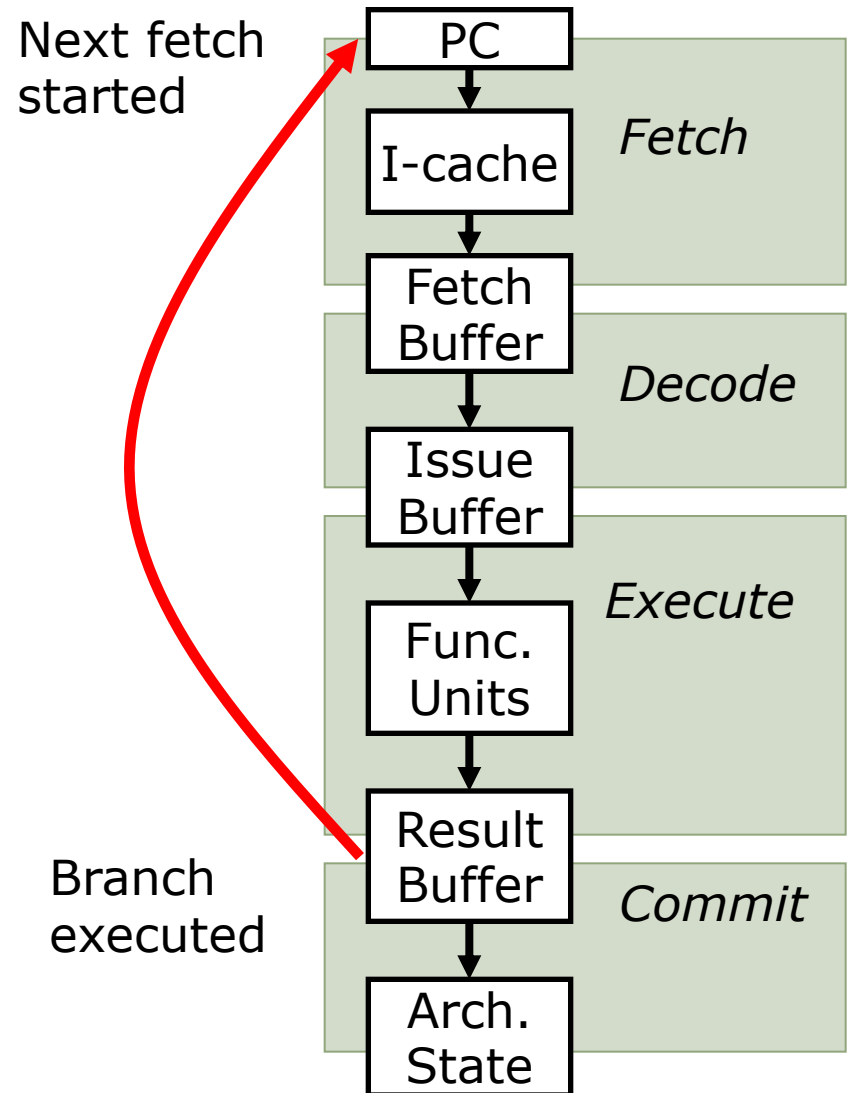 Next fetch
started
PC
Fetch
I-cache
Fetch
Buffer
Decode
Issue
Buffer
Execute
Func.
Units
Result
Buffer
Branch
executed
Commit
Arch.
State